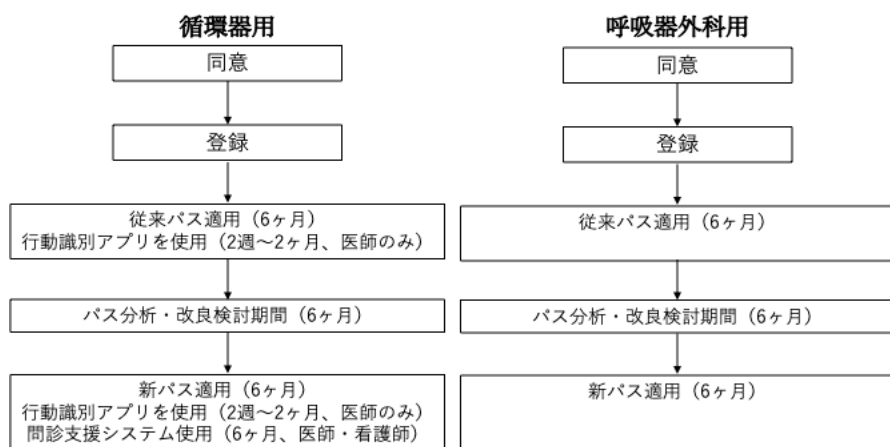 循環器用
同意
登録
従来パス適用（6ヶ月）
行動識別アプリを使用（2週～2ヶ月、医師のみ）
パス分析・改良検討期間（6ヶ月）
新パス適用（6ヶ月）
行動識別アプリを使用（2週～2ヶ月、医師のみ）
問診支援システム使用（6ヶ月、医師・看護師）
呼吸器外科用
同意
登録
従来パス適用（6ヶ月）
パス分析・改良検討期間（6ヶ月）
新パス適用（6ヶ月）